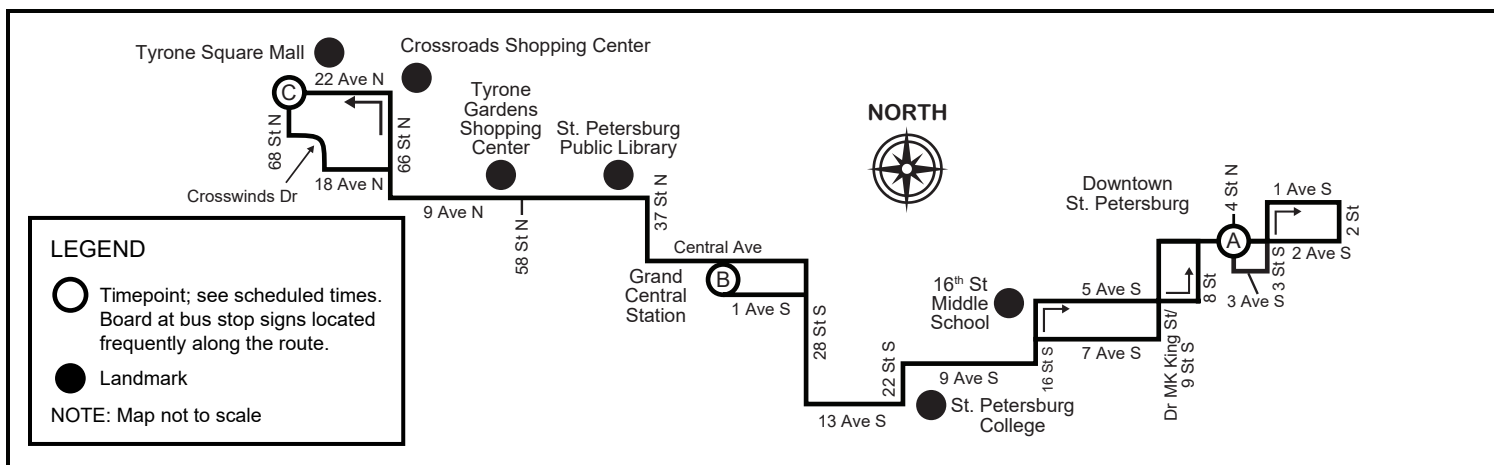 Tyrone Square Mall
Crossroads Shopping Center
22 Ave N
C
68 St N
66 St N
Crosswinds Dr
18 Ave N
Tyrone
Gardens
Shopping
Center
St. Petersburg
Public Library
9 Ave N
58 St N
37 St N
Central Ave
Grand
Central
Station
B
1 Ave S
28 St S
13 Ave S
22 St S
9 Ave S
St. Petersburg
College
16th St
Middle
School
16 St S
5 Ave S
7 Ave S
Dr MK King St/
9 St S
8 St
NORTH
Downtown
St. Petersburg
4 St N
A
3 Ave S
3 St S
1 Ave S
2 St
2 Ave S
LEGEND
Timepoint; see scheduled times.
Board at bus stop signs located
frequently along the route.
Landmark
NOTE: Map not to scale